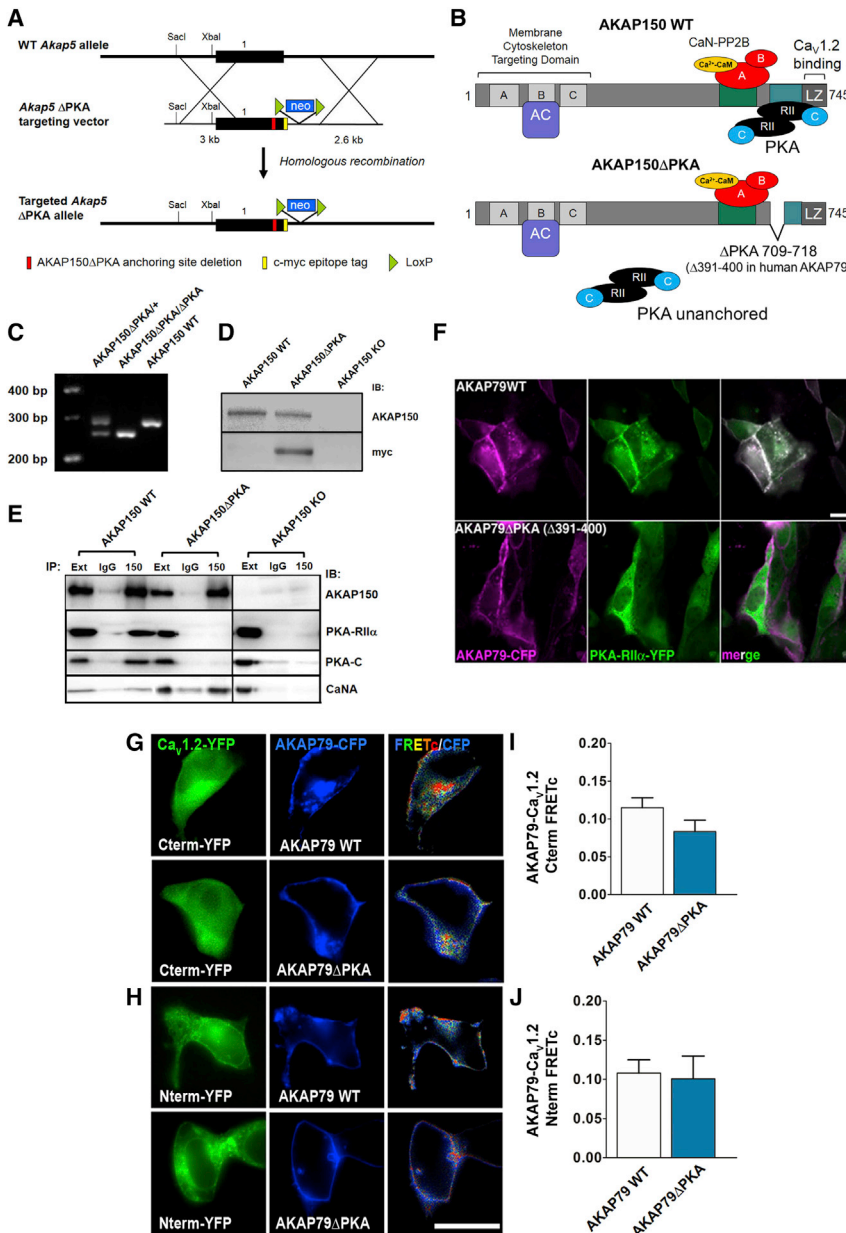 A
WT Akap5 allele
SacI
XbaI
1
Akap5 ΔPKA
targeting vector
SacI
XbaI
1
neo
3 kb
2.6 kb
Homologous recombination
Targeted Akap5
ΔPKA allele
SacI
XbaI
1
neo
AKAP150ΔPKA anchoring site deletion
c-myc epitope tag
LoxP
B
AKAP150 WT
Membrane
Cytoskeleton
Targeting Domain
CaN-PP2B
CaV1.2
binding
Ca2+-CaM
B
A
1
A
B
C
LZ
745
AC
RII
RII
C
C
PKA
AKAP150ΔPKA
Ca2+-CaM
B
A
1
A
B
C
LZ
745
AC
ΔPKA 709-718
(Δ391-400 in human AKAP79
RII
RII
C
C
PKA unanchored
C
AKAP150ΔPKA/+
AKAP150ΔPKA/ΔPKA
AKAP150 WT
400 bp
300 bp
200 bp
D
AKAP150 WT
AKAP150ΔPKA
AKAP150 KO
IB:
AKAP150
myc
E
AKAP150 WT
AKAP150ΔPKA
AKAP150 KO
IP:
Ext IgG 150 Ext IgG 150 Ext IgG 150
IB:
AKAP150
PKA-RIIα
PKA-C
CaNA
F
AKAP79WT
AKAP79ΔPKA (Δ391-400)
AKAP79-CFP
PKA-RIIα-YFP
merge
G
CaV1.2-YFP
AKAP79-CFP
FRETc/CFP
Cterm-YFP
AKAP79 WT
Cterm-YFP
AKAP79ΔPKA
H
Nterm-YFP
AKAP79 WT
Nterm-YFP
AKAP79ΔPKA
I
AKAP79-CaV1.2
Cterm FRETc
0.20
0.15
0.10
0.05
0.00
AKAP79 WT
AKAP79ΔPKA
J
AKAP79-CaV1.2
Nterm FRETc
0.20
0.15
0.10
0.05
0.00
AKAP79 WT
AKAP79ΔPKA